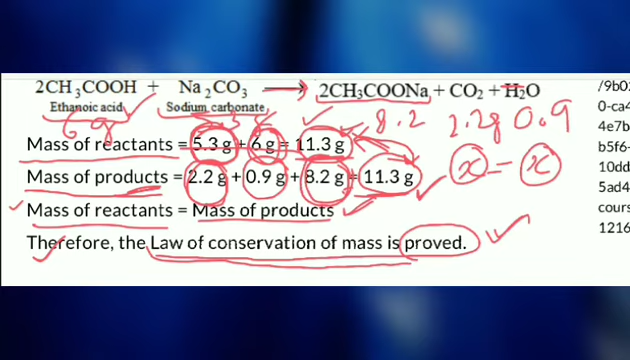 2CH₃COOH + Na₂CO₃ → 2CH₃COONa + CO₂ + H₂O
Ethanoic acid Sodium carbonate
6g 8.2 2.2g 0.9
Mass of reactants = 5.3 g + 6 g = 11.3 g
Mass of products = 2.2 g + 0.9 g + 8.2 g = 11.3 g
x = x
Mass of reactants = Mass of products
Therefore, the Law of conservation of mass is proved.
/9b0
0-ca4
4e7b
b5f6-
10dd
5ad4
cours
1216